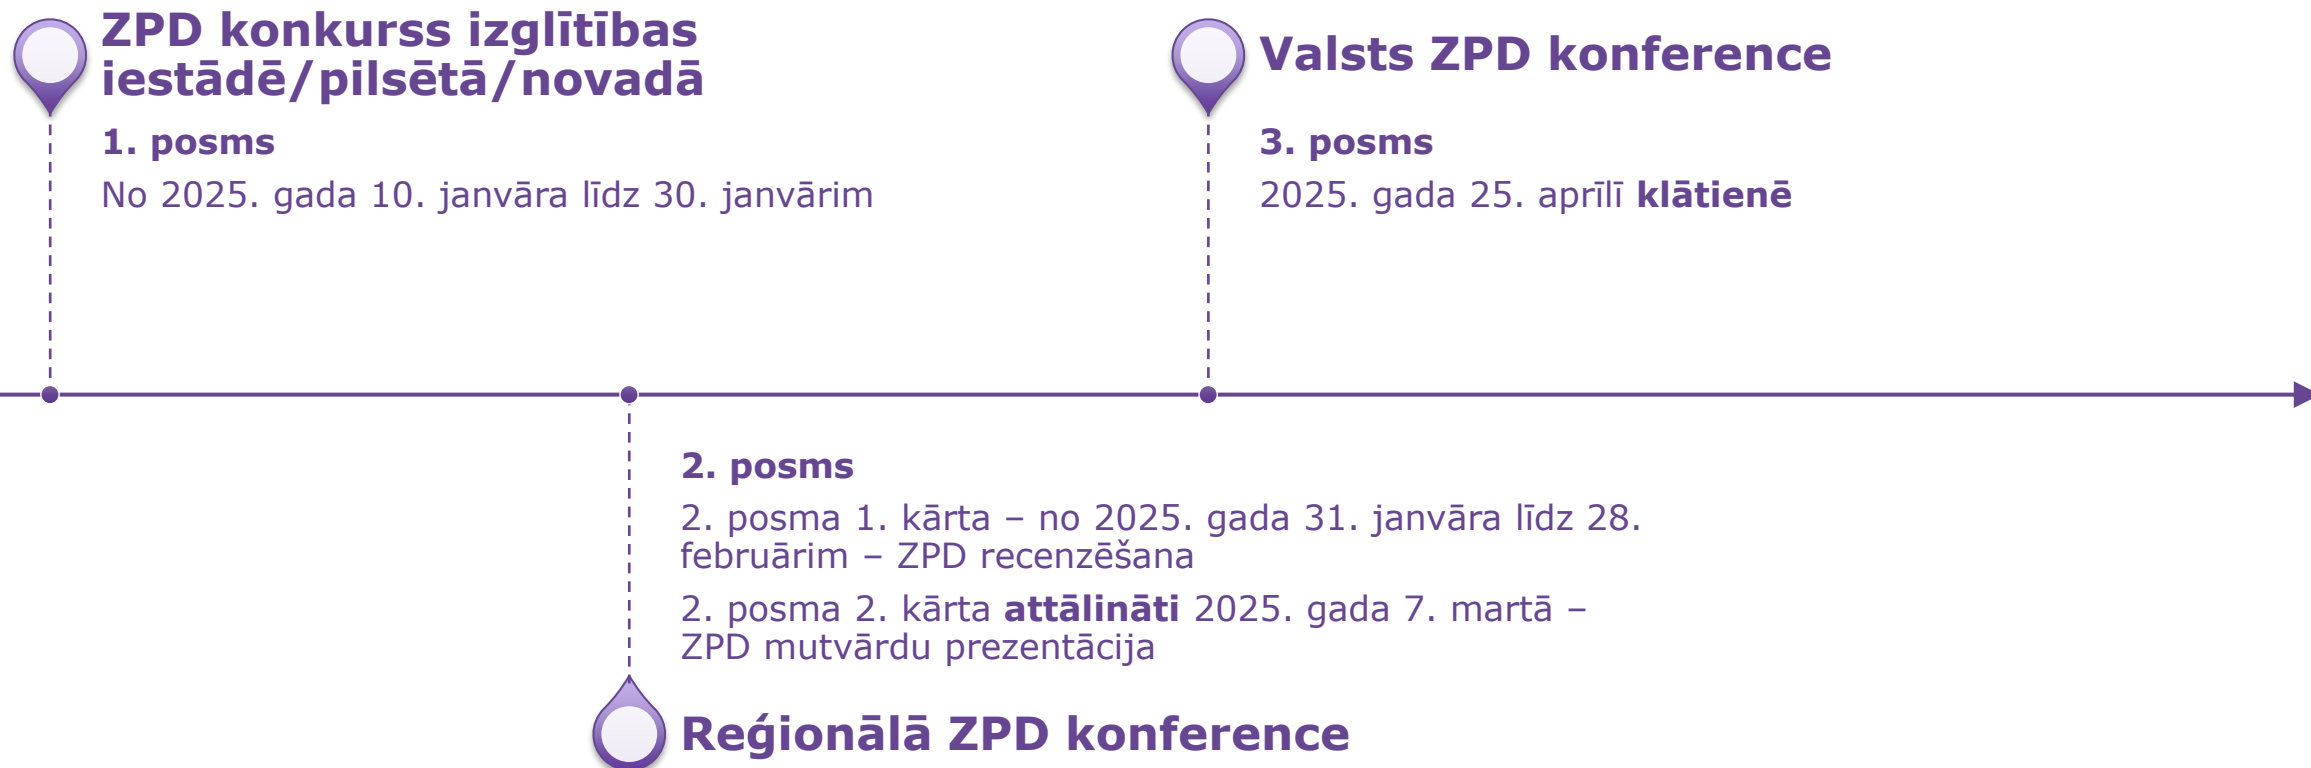 ZPD konkurss izglītības
iestādē/pilsētā/novadā
1. posms
No 2025. gada 10. janvāra līdz 30. janvārim
Valsts ZPD konference
3. posms
2025. gada 25. aprīlī klātienē
2. posms
2. posma 1. kārta – no 2025. gada 31. janvāra līdz 28.
februārim – ZPD recenzēšana
2. posma 2. kārta attālināti 2025. gada 7. martā –
ZPD mutvārdu prezentācija
Reģionālā ZPD konference